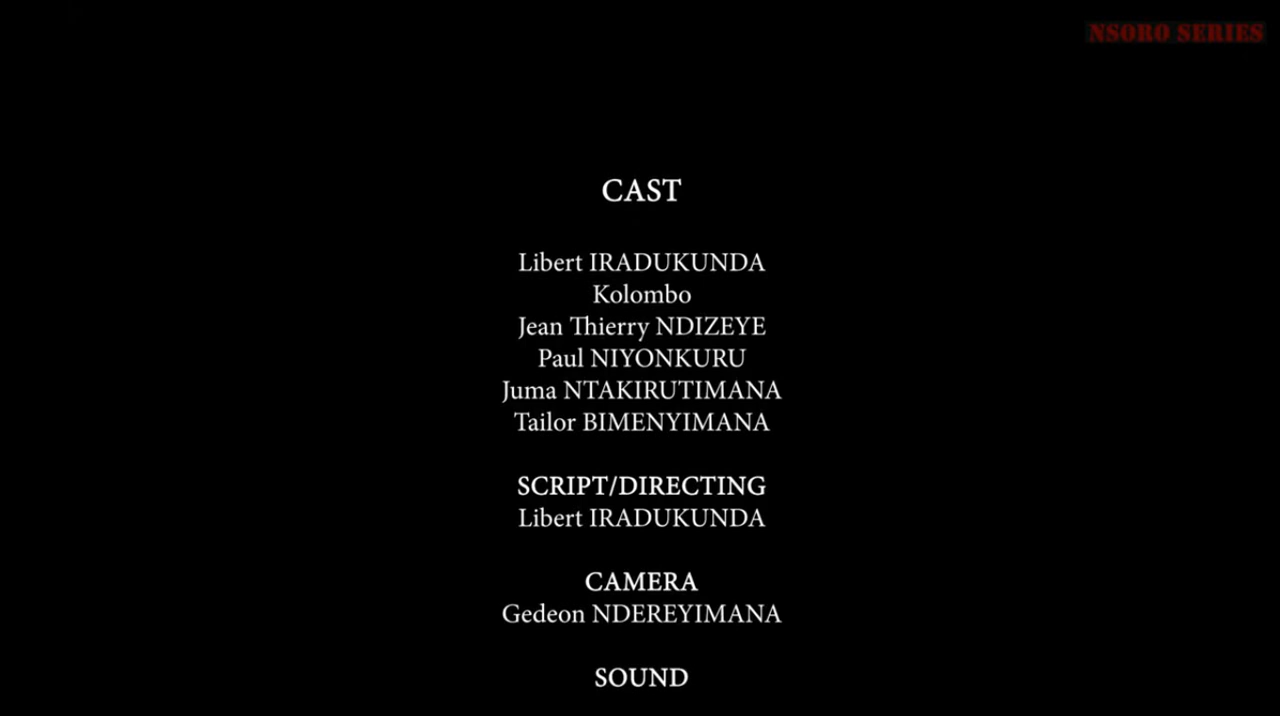 NSORO SERIES
CAST
Libert IRADUKUNDA
Kolombo
Jean Thierry NDIZEYE
Paul NIYONKURU
Juma NTAKIRUTIMANA
Tailor BIMENYIMANA
SCRIPT/DIRECTING
Libert IRADUKUNDA
CAMERA
Gedeon NDEREYIMANA
SOUND